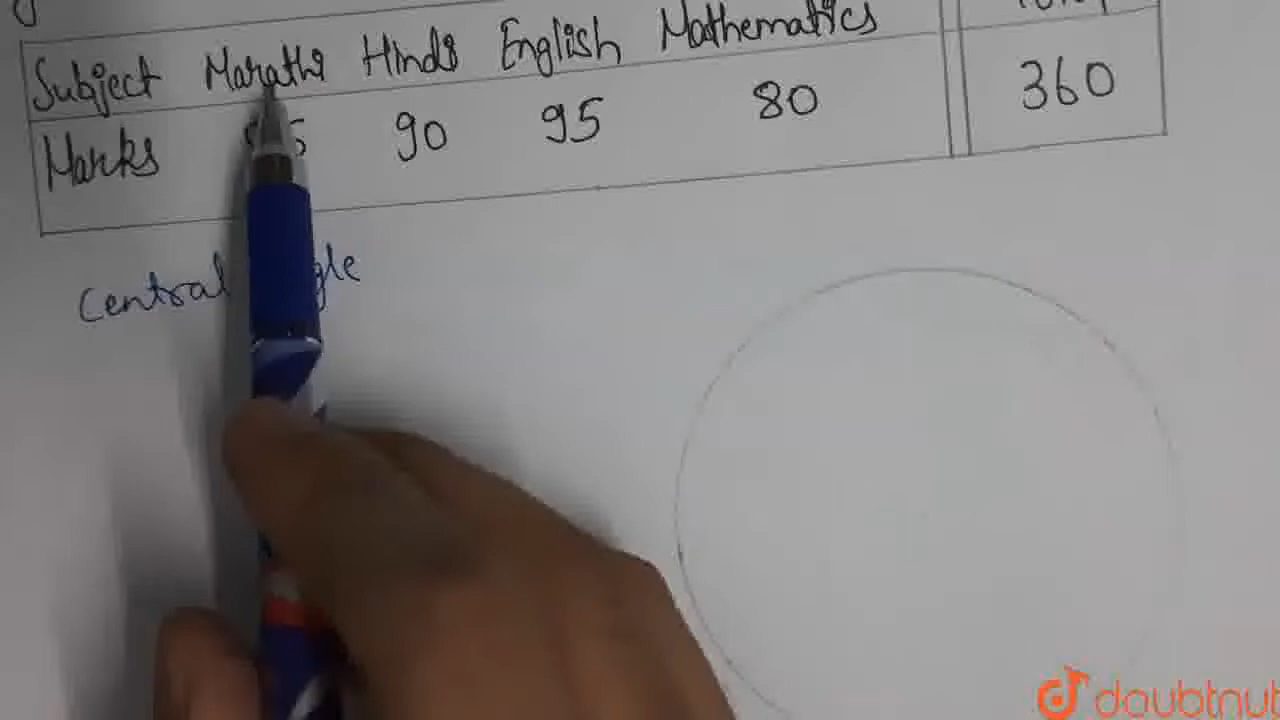 Subject Marathi Hindi English Mathematics
Marks 90 95 80 360
Central
doubtnut